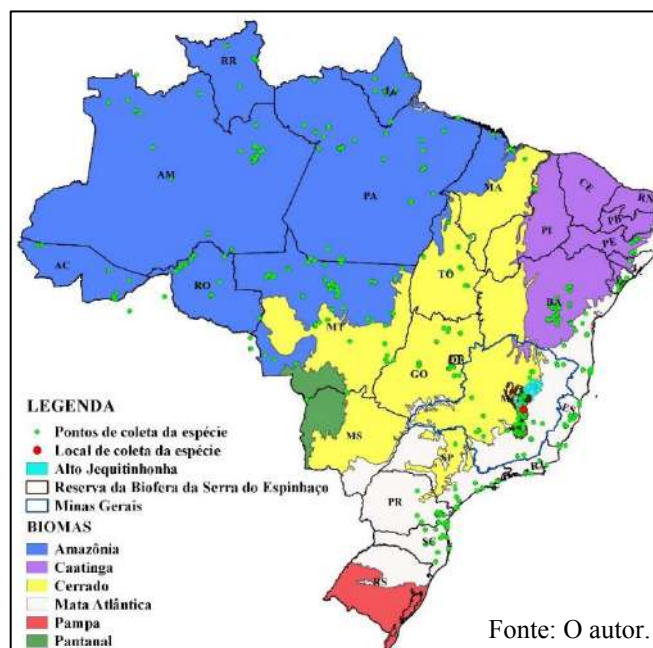 RR
AP
AM
PA
MA
CE
RN
PB
PE
PI
AC
RO
TO
BA
MT
DF
GO
MG
ES
MS
SP
RJ
PR
SC
RS
LEGENDA
Pontos de coleta da espécie
Local de coleta da espécie
Alto Jequitinhonha
Reserva da Biofera da Serra do Espinhaço
Minas Gerais
BIOMAS
Amazônia
Caatinga
Cerrado
Mata Atlântica
Pampa
Pantanal
Fonte: O autor.